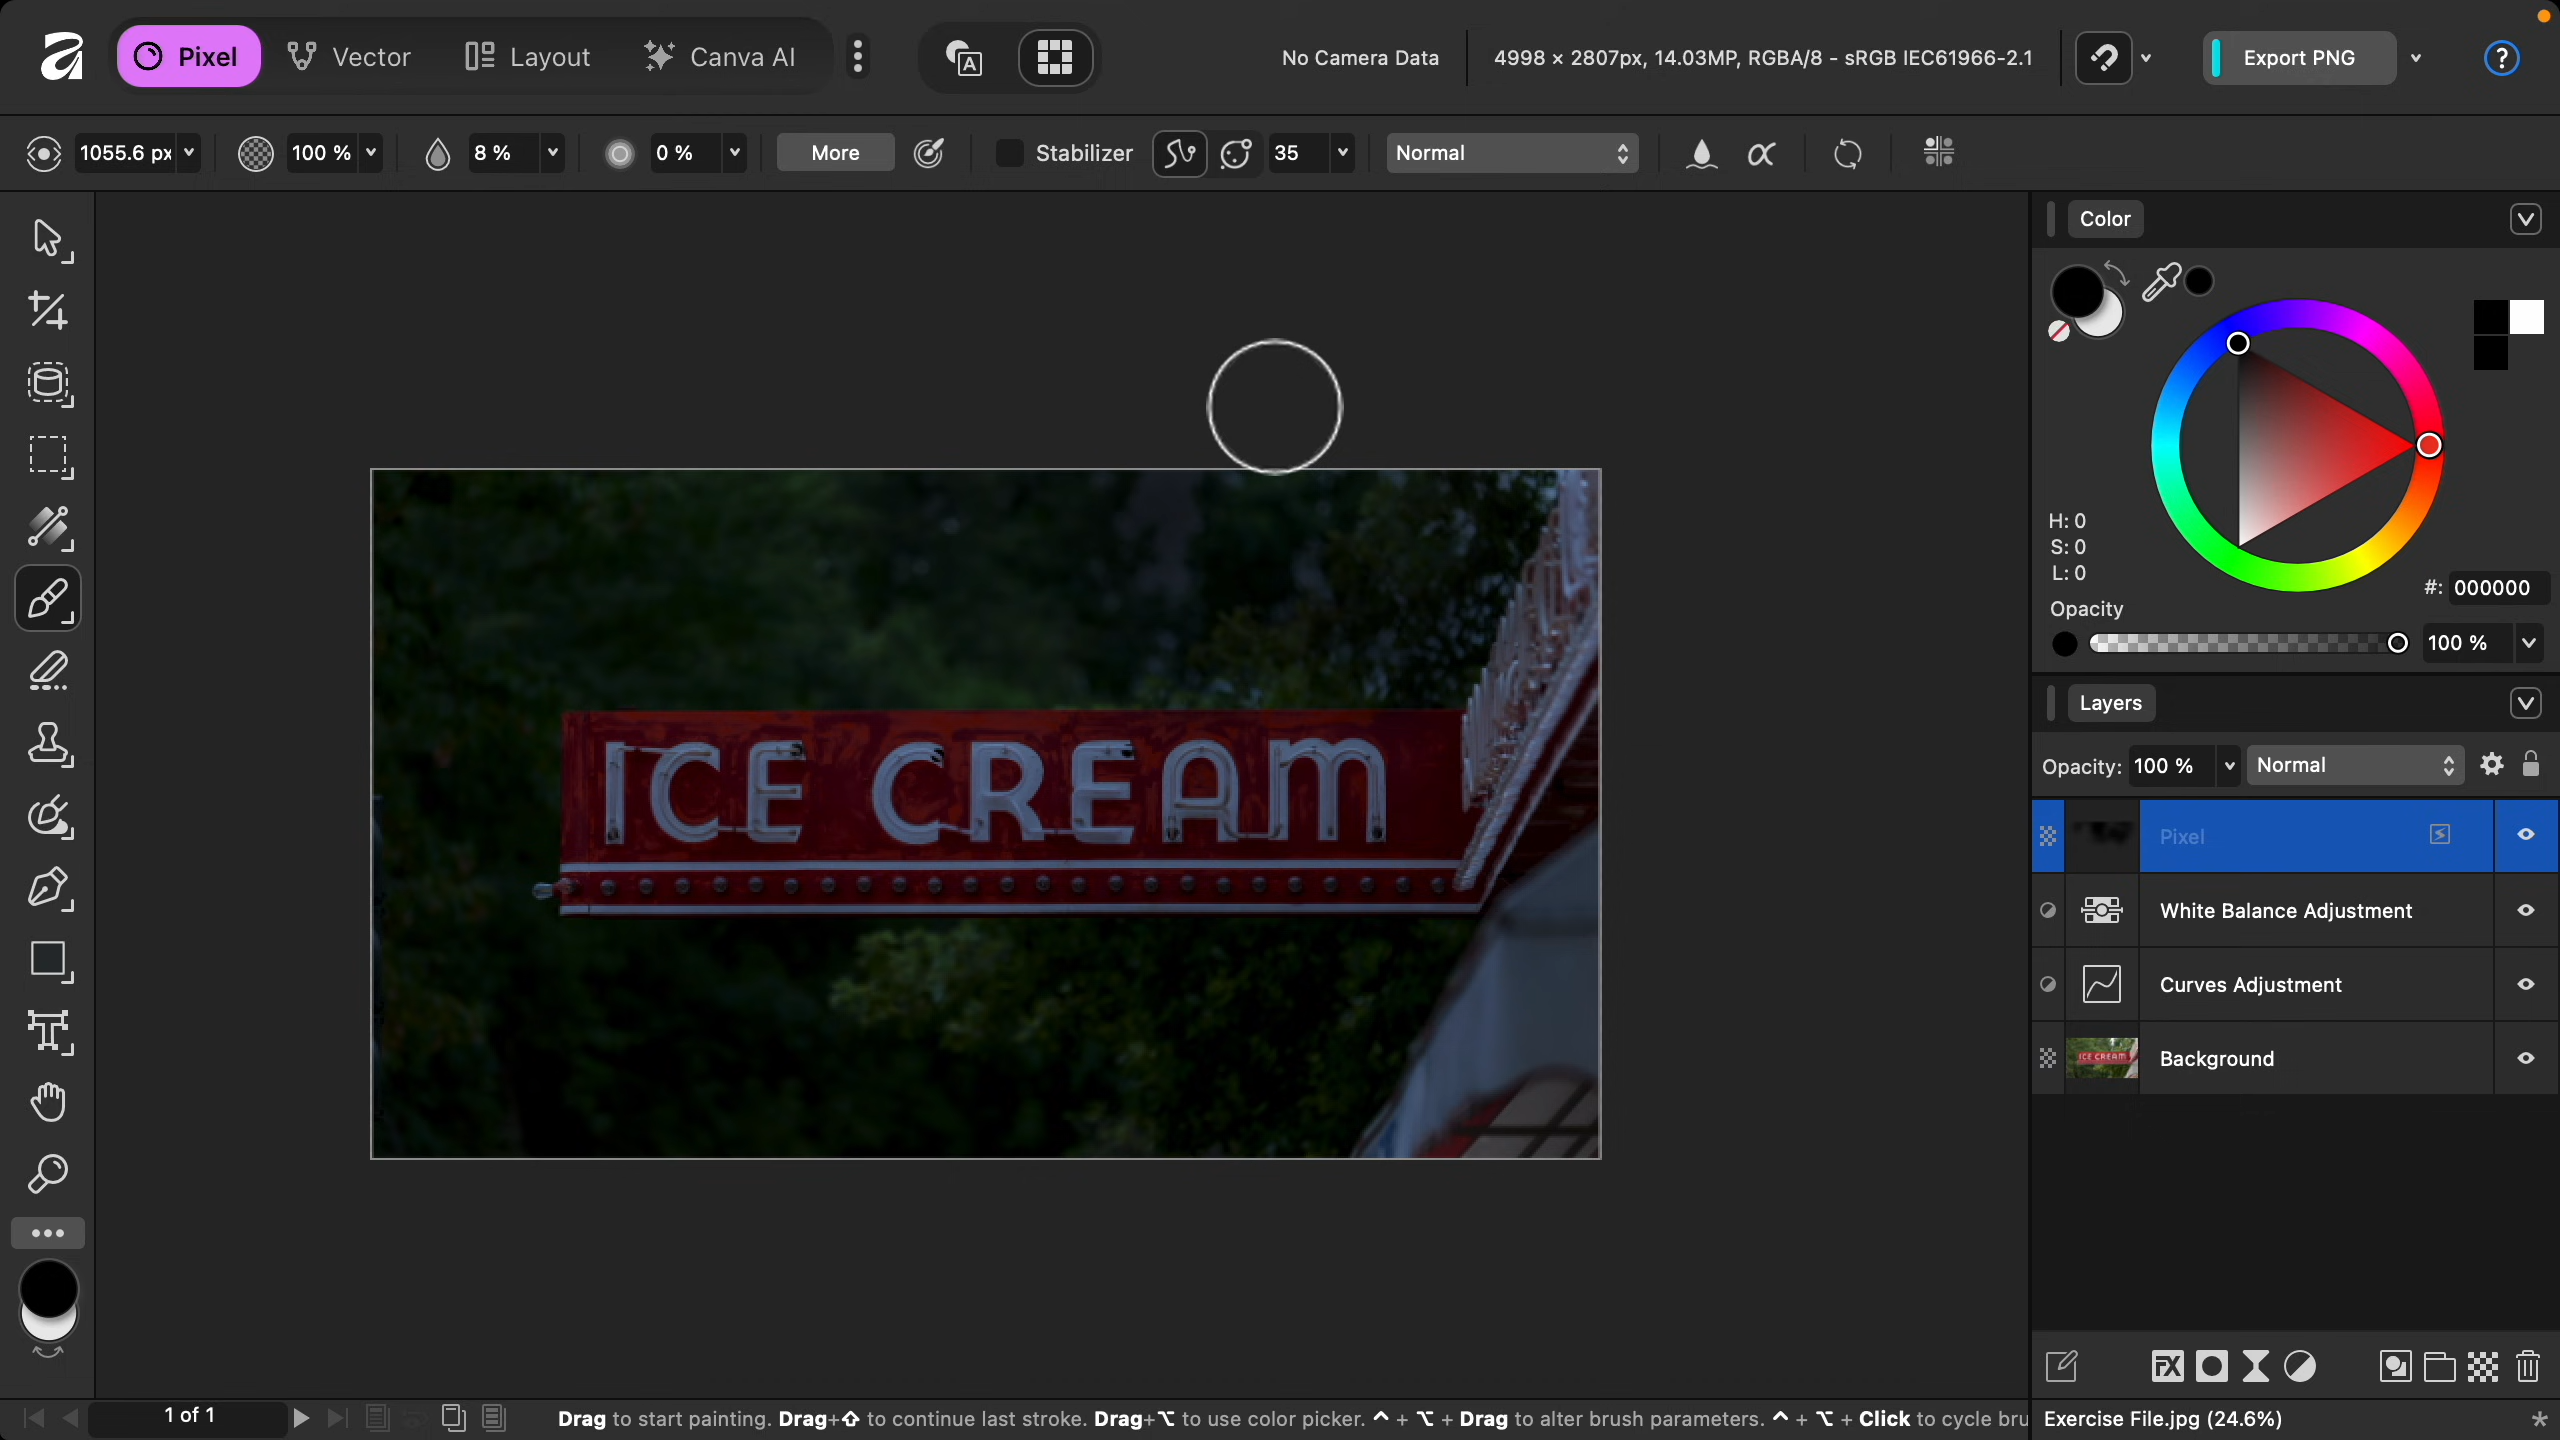 Pixel
Vector
Layout
Canva AI
A
No Camera Data
4998 × 2807px, 14.03MP, RGBA/8 - sRGB IEC61966-2.1
Export PNG
?
1055.6 px
100 %
8 %
0 %
More
Stabilizer
35
Normal
α
Color
H: 0
S: 0
L: 0
#: 000000
Opacity
100 %
ICE CREAM
Layers
Opacity: 100 %
Normal
Pixel
White Balance Adjustment
Curves Adjustment
ICE CREAM
Background
FX
1 of 1
Drag to start painting. Drag+⇧ to continue last stroke. Drag+⌥ to use color picker. ⌃ + ⌥ + Drag to alter brush parameters. ⌃ + ⌥ + Click to cycle bru
Exercise File.jpg (24.6%)